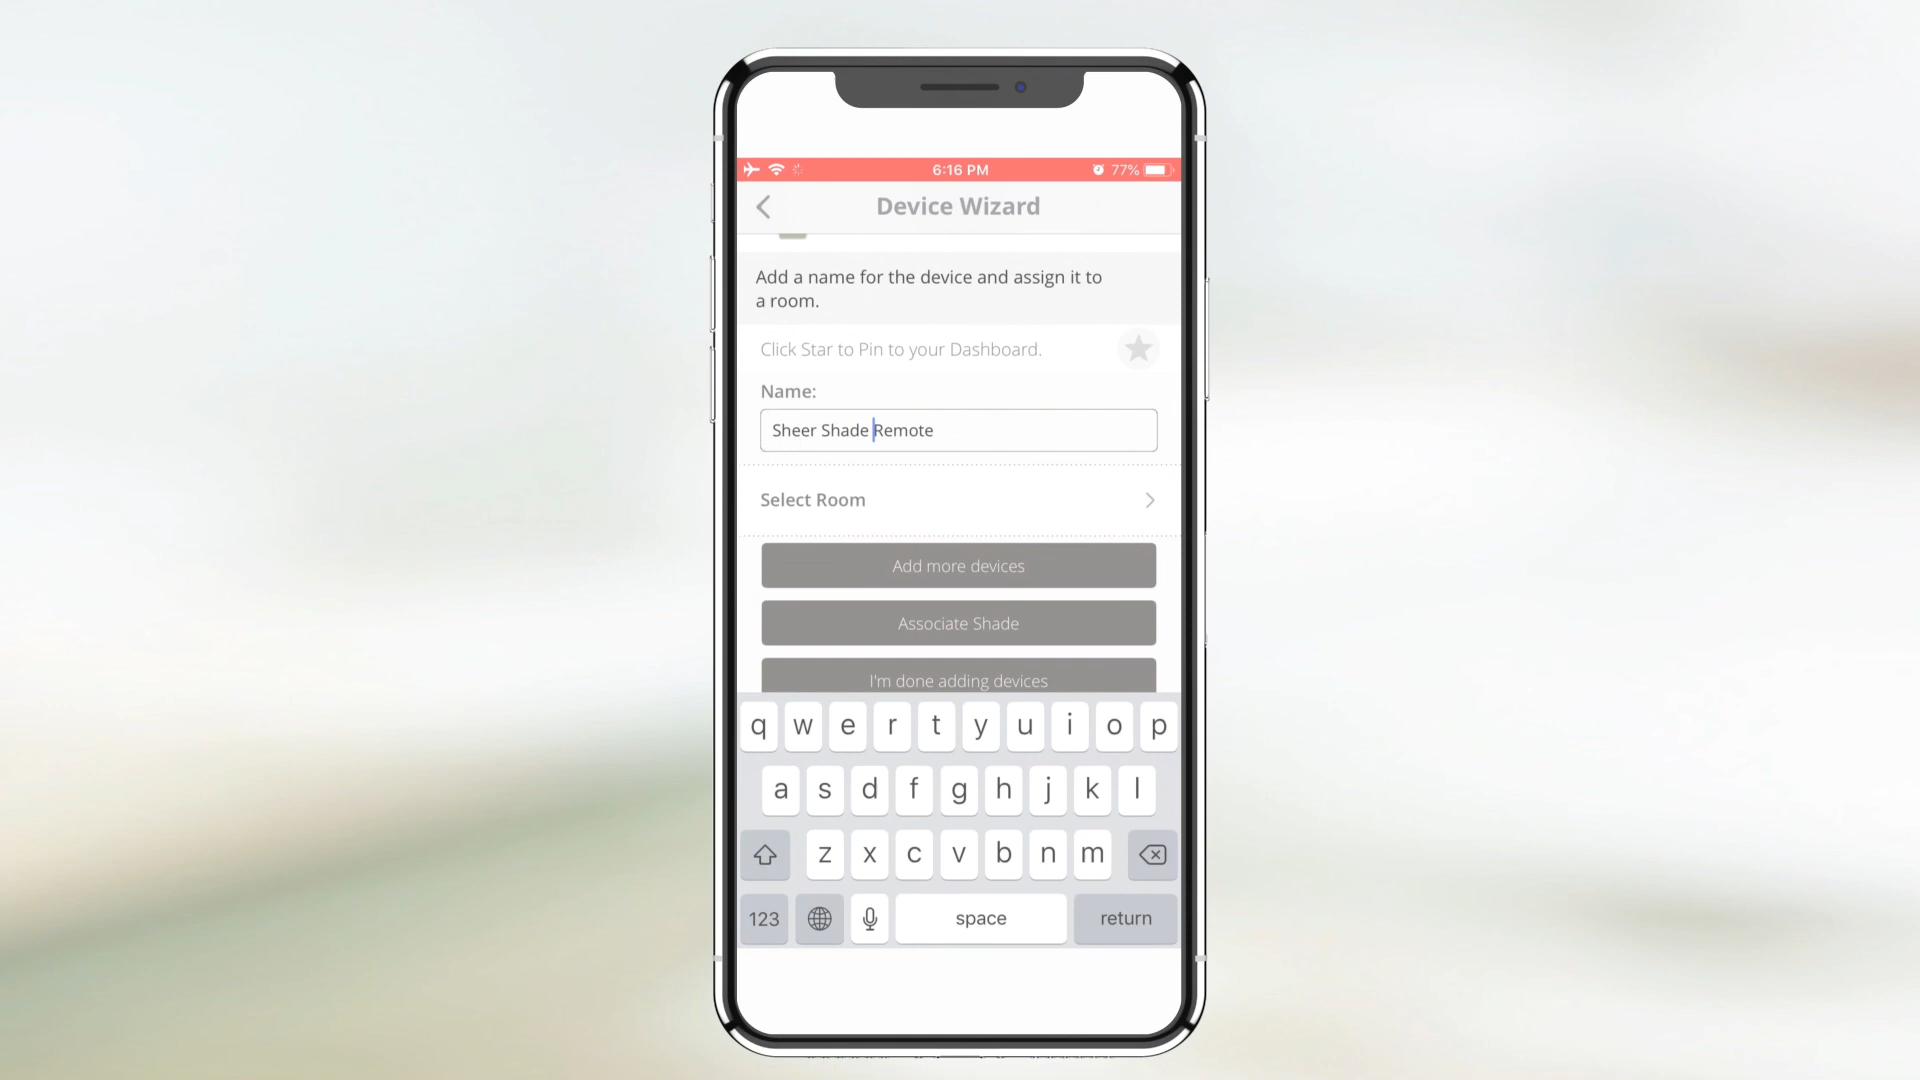 6:16 PM
77%
Device Wizard
Add a name for the device and assign it to
a room.
Click Star to Pin to your Dashboard.
Name:
Sheer Shade Remote
Select Room
Add more devices
Associate Shade
I'm done adding devices
q w e r t y u i o p
a s d f g h j k l
z x c v b n m
123 space return